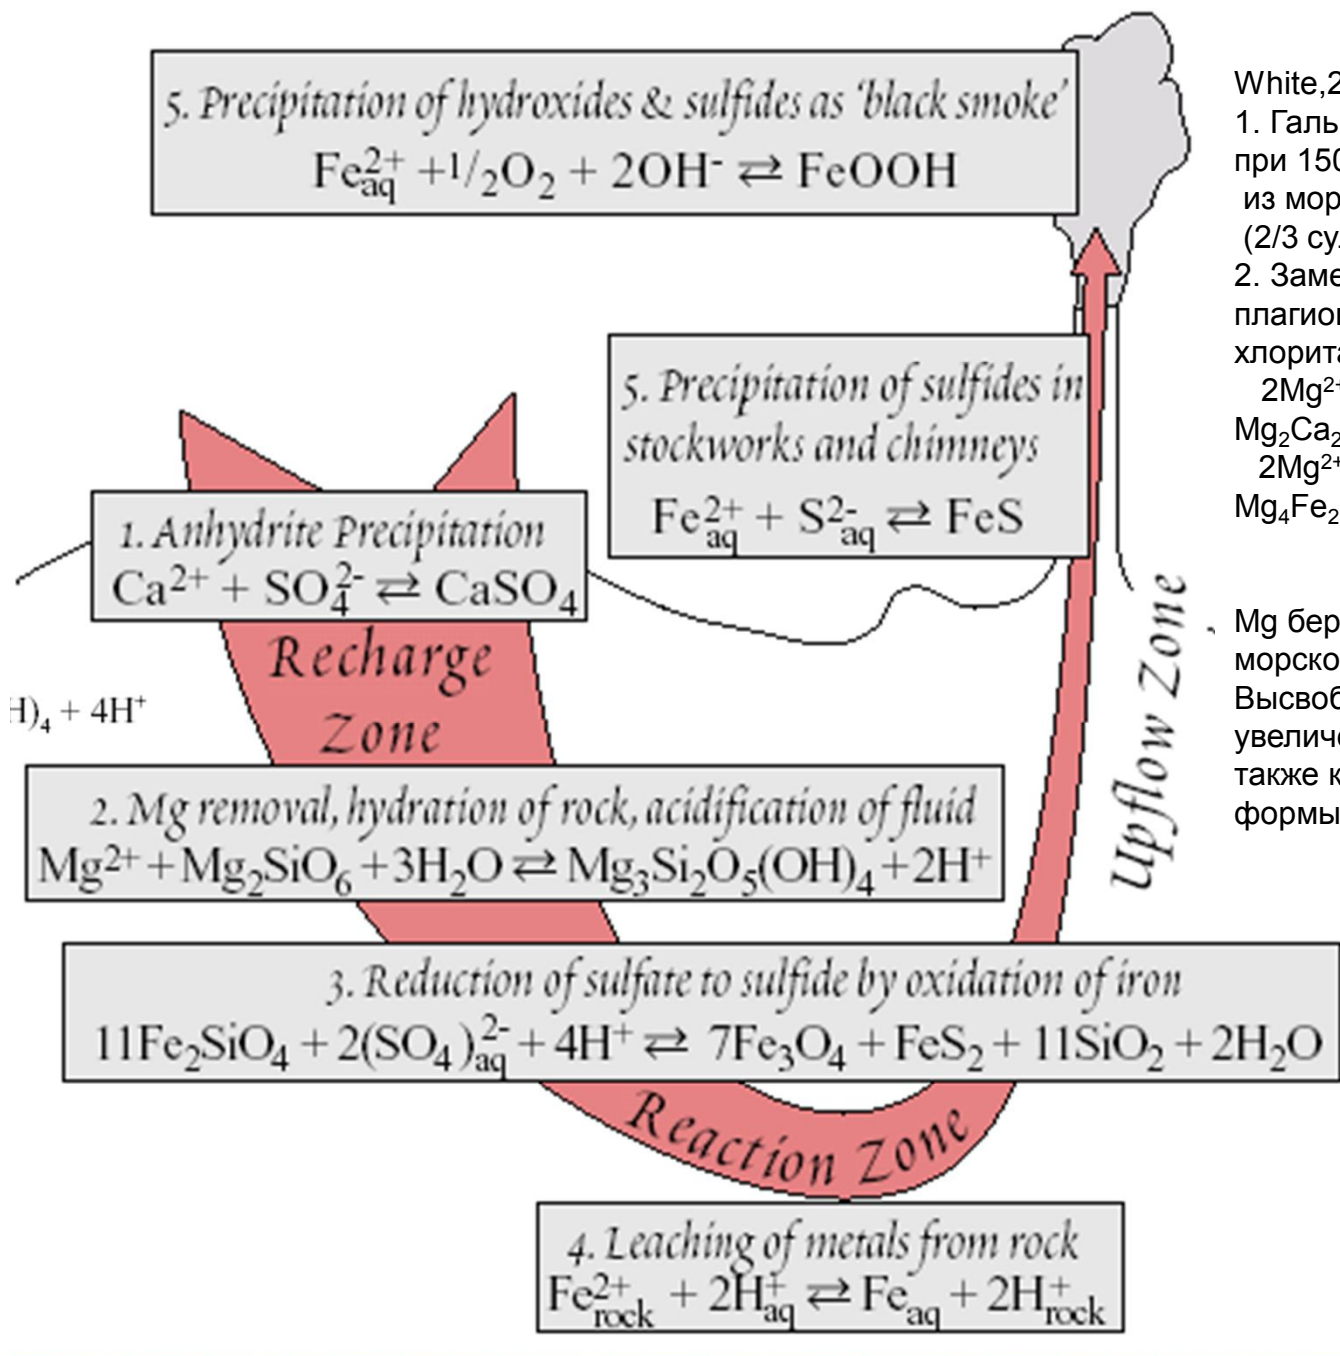 5. Precipitation of hydroxides & sulfides as ‘black smoke’
Fe²⁺aq +1/₂O₂ + 2OH⁻ ⇄ FeOOH
5. Precipitation of sulfides in
stockworks and chimneys
Fe²⁺aq + S²⁻aq ⇄ FeS
1. Anhydrite Precipitation
Ca²⁺ + SO₄²⁻ ⇄ CaSO₄
Recharge
Zone
H)₄ + 4H⁺
2. Mg removal, hydration of rock, acidification of fluid
Mg²⁺+Mg₂SiO₆ +3H₂O ⇄ Mg₃Si₂O₅(OH)₄ +2H⁺
3. Reduction of sulfate to sulfide by oxidation of iron
11Fe₂SiO₄ + 2(SO₄)²⁻aq + 4H⁺ ⇄ 7Fe₃O₄ + FeS₂ + 11SiO₂ + 2H₂O
Reaction Zone
4. Leaching of metals from rock
Fe²⁺rock + 2H⁺aq ⇄ Feaq + 2H⁺rock
Upflow Zone
White,2
1. Галь
при 150
из мор
(2/3 су
2. Заме
плагио
хлорита
2Mg²⁺
Mg₂Ca₂
2Mg²⁺
Mg₄Fe₂
Mg бер
морско
Высвоб
увелич
также к
формы